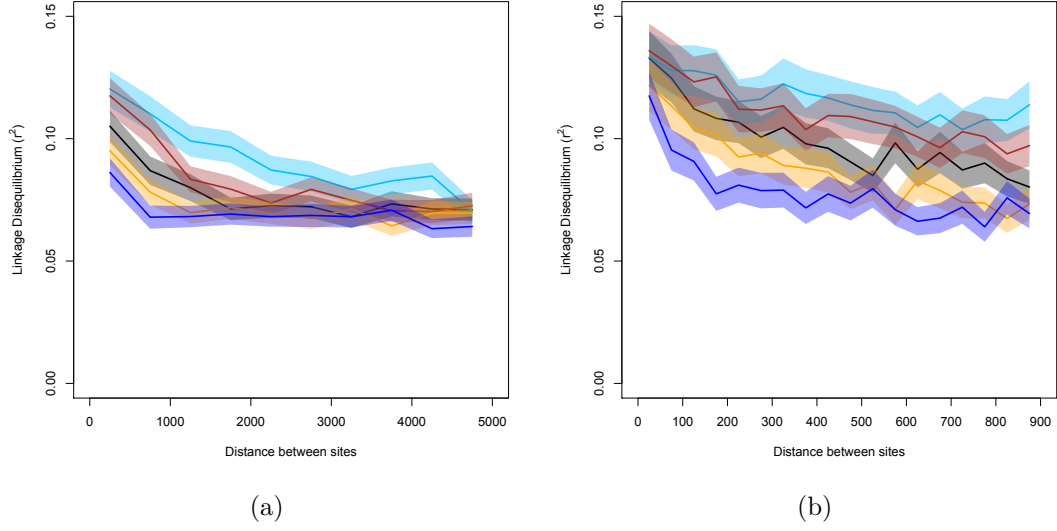 0.15
0.10
0.05
0.00
Linkage Disequilibrium (r²)
0 1000 2000 3000 4000 5000
Distance between sites
(a)
0.15
0.10
0.05
0.00
Linkage Disequilibrium (r²)
0 100 200 300 400 500 600 700 800 900
Distance between sites
(b)